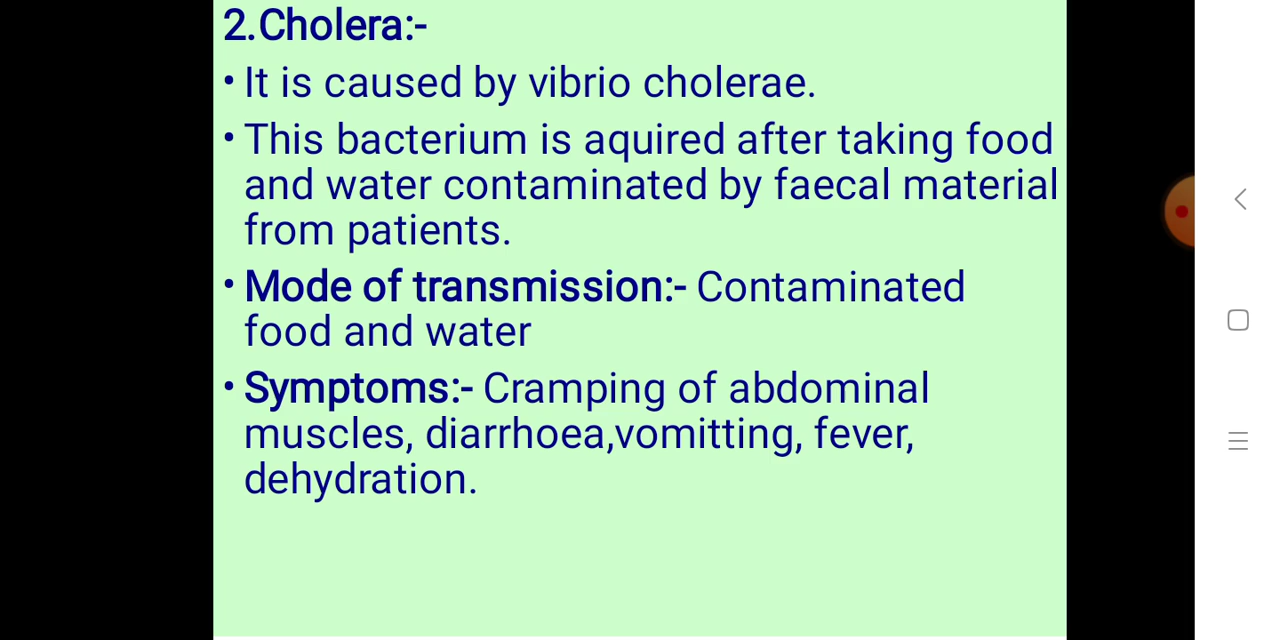 2.Cholera:-
• It is caused by vibrio cholerae.
• This bacterium is aquired after taking food
and water contaminated by faecal material
from patients.
• Mode of transmission:- Contaminated
food and water
• Symptoms:- Cramping of abdominal
muscles, diarrhoea,vomitting, fever,
dehydration.